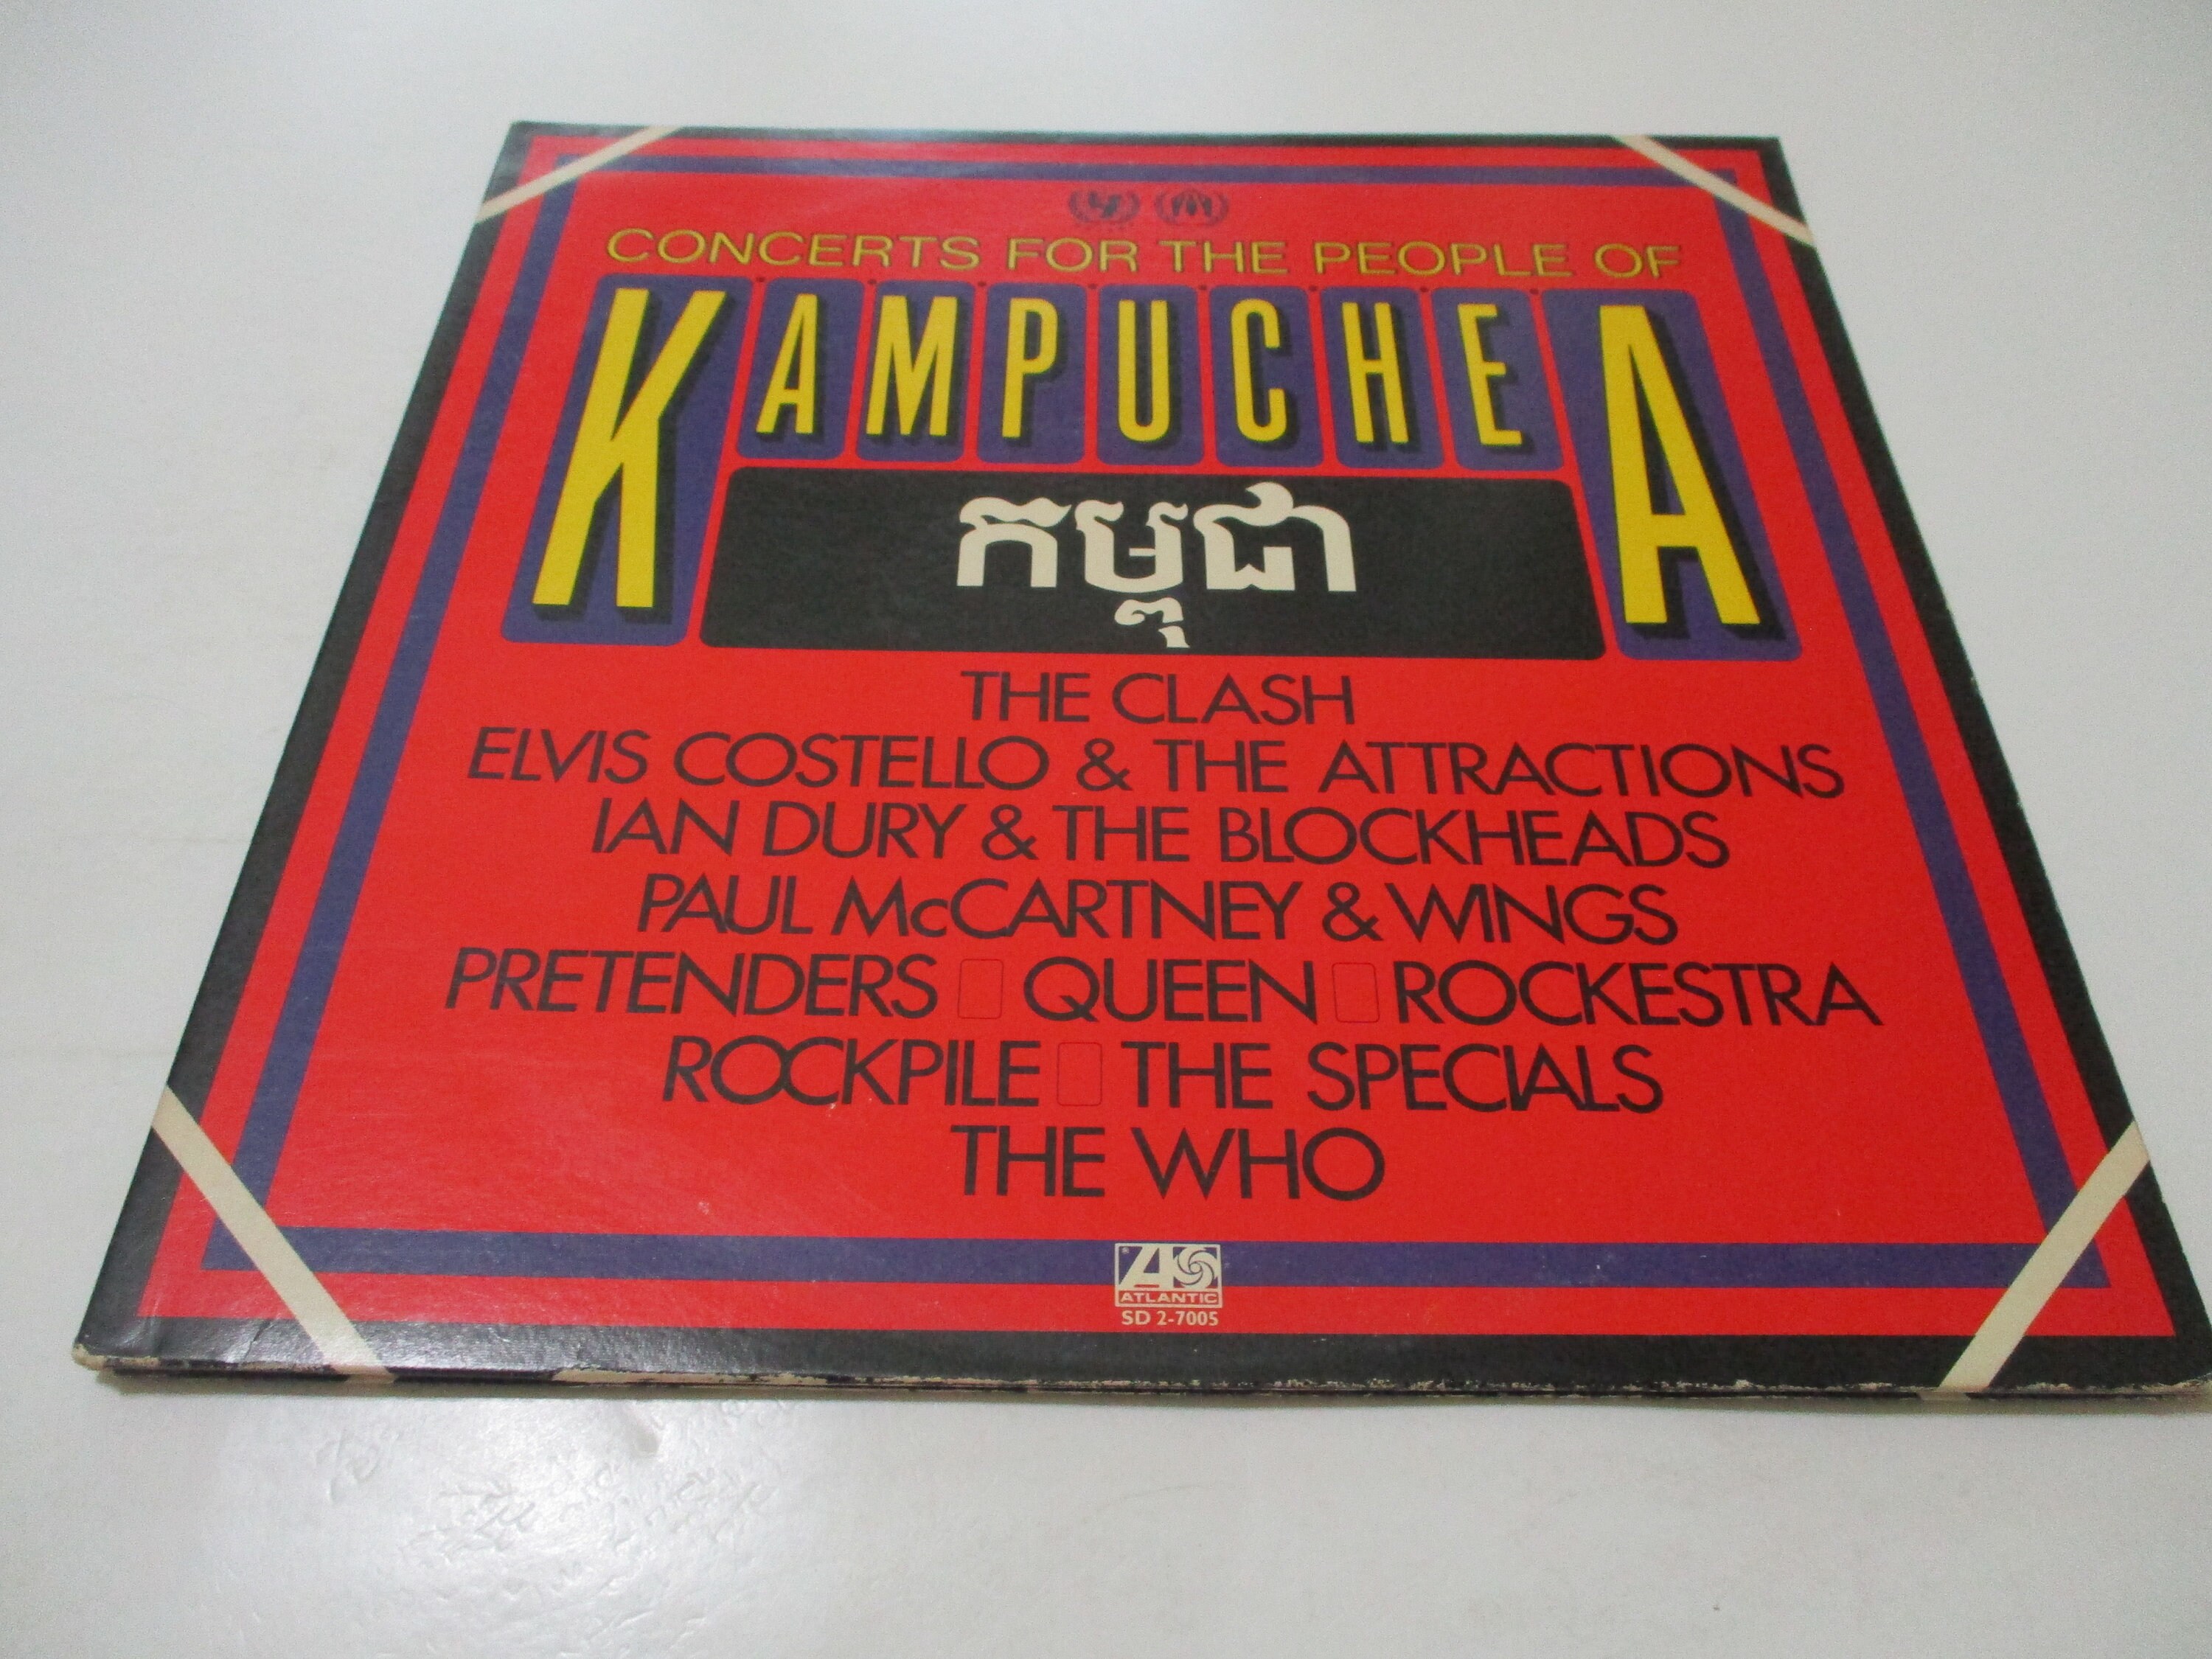 CONCERTS FOR THE PEOPLE OF
KAMPUCHEA
កម្ពុជា
THE CLASH
ELVIS COSTELLO & THE ATTRACTIONS
IAN DURY & THE BLOCKHEADS
PAUL McCARTNEY & WINGS
PRETENDERS QUEEN ROCKESTRA
ROCKPILE THE SPECIALS
THE WHO
ATLANTIC
SD 2-7005